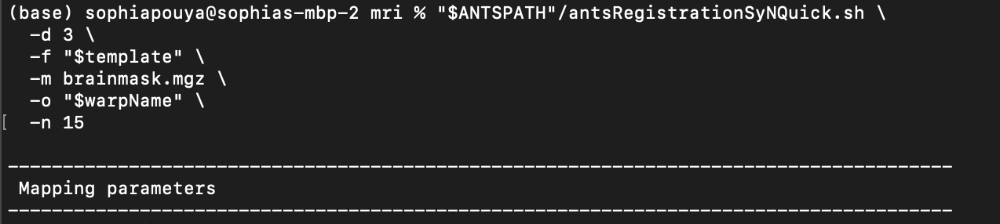 (base) sophiapouya@sophias-mbp-2 mri % "$ANTSPATH"/antsRegistrationSyNQuick.sh \
  -d 3 \
  -f "$template" \
  -m brainmask.mgz \
  -o "$warpName" \
[  -n 15
--------------------------------------------------------------------------------------
 Mapping parameters
--------------------------------------------------------------------------------------